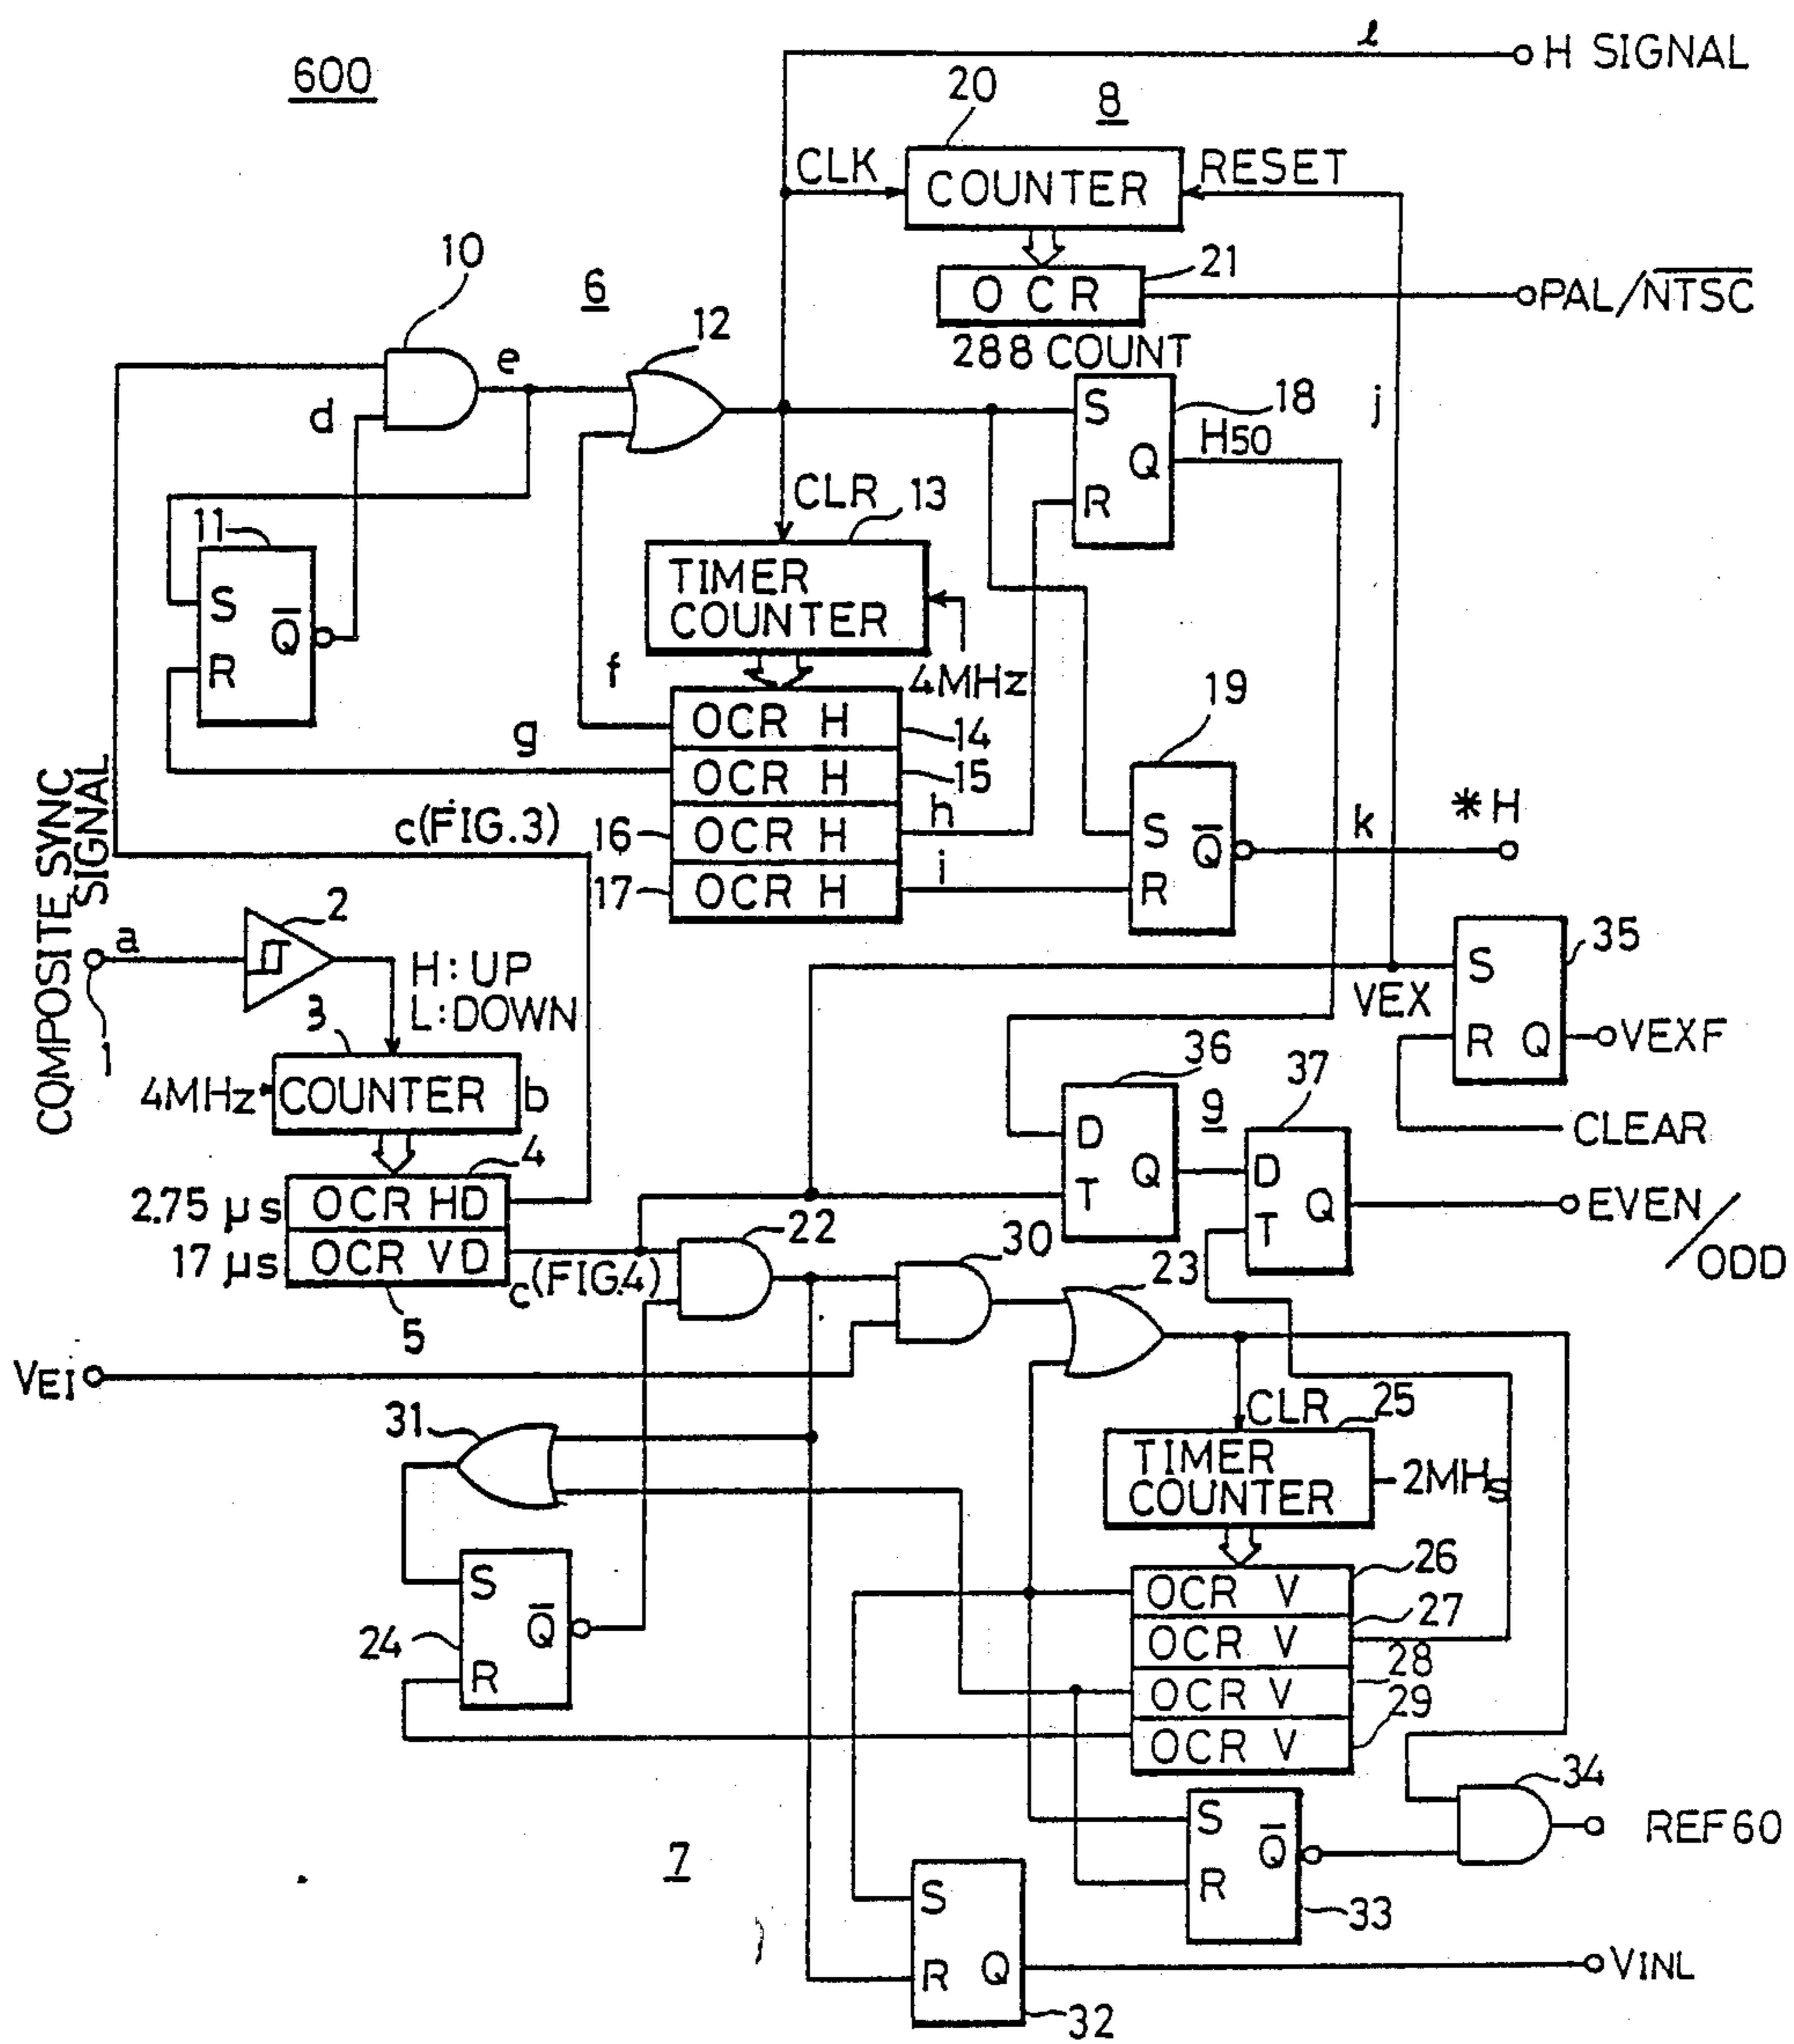 600
l
H SIGNAL
20
8
CLK
COUNTER
RESET
21
O C R
PAL/NTSC
288 COUNT
10
6
12
e
d
S
18
H50
Q
R
j
CLR
13
11
S
Q
R
TIMER
COUNTER
4MHz
f
g
OCR H
14
OCR H
15
h
16
OCR H
i
17
OCR H
19
S
Q
R
k
*H
COMPOSITE SYNC
SIGNAL
c(FIG.3)
a
1
2
H:UP
L:DOWN
3
4MHz
COUNTER
b
4
2.75 µs
OCR HD
17 µs
OCR VD
5
c(FIG.4)
VEX
S
35
R Q
VEXF
CLEAR
36
9
37
D
Q
T
D
Q
T
EVEN/ODD
22
30
23
VEI
31
CLR
25
TIMER
COUNTER
2MHs
S
Q
24
R
OCR V
26
OCR V
27
OCR V
28
OCR V
29
34
S
Q
R
33
REF60
7
S
R Q
32
VINL